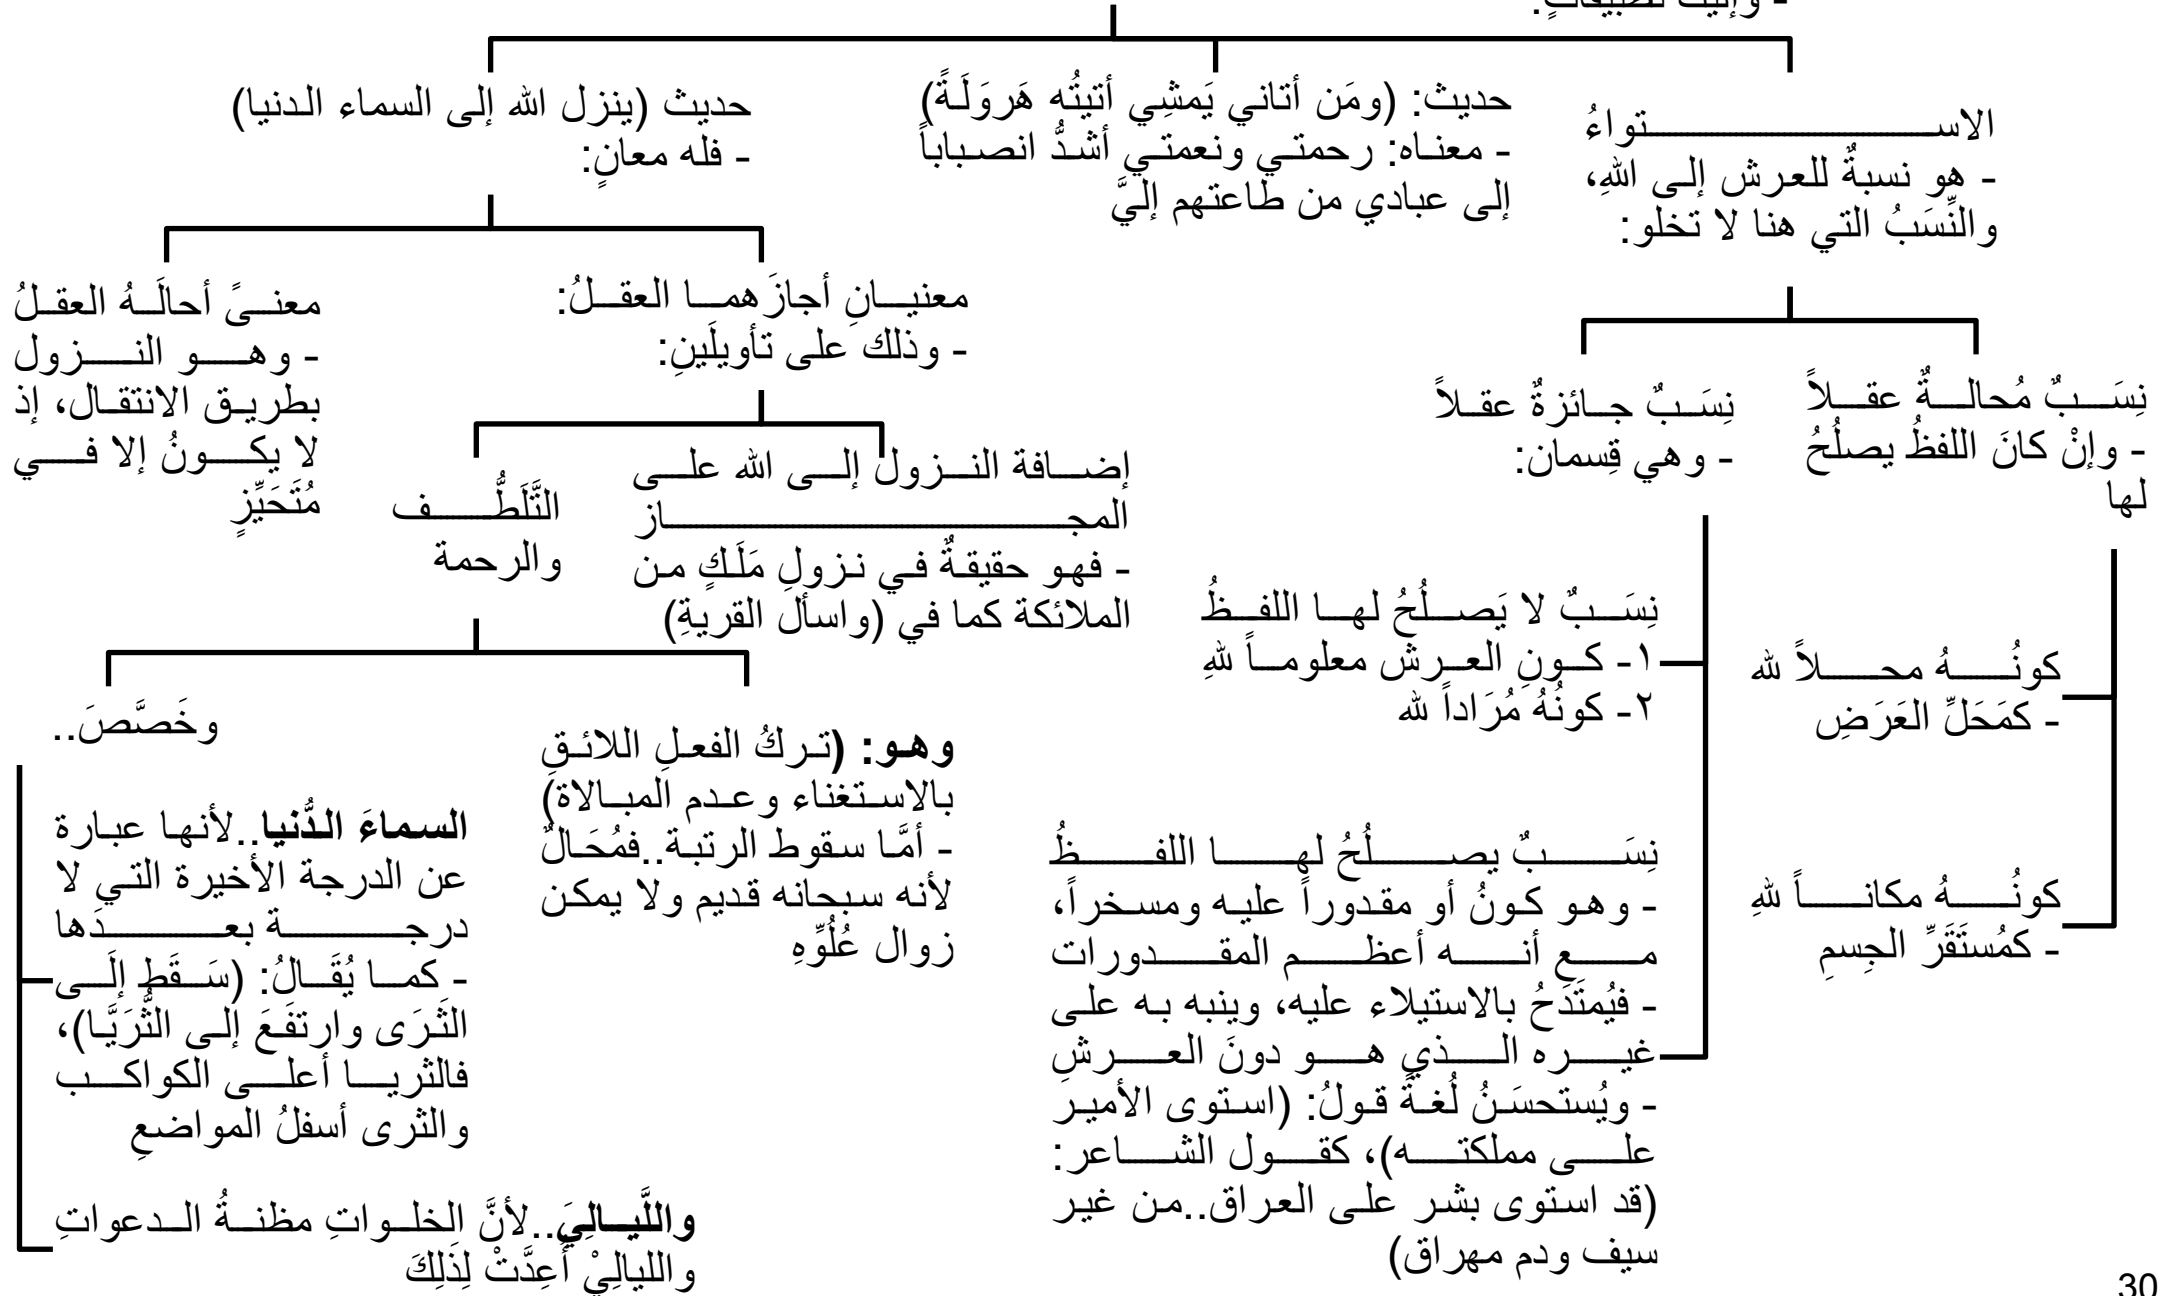 - وإليك تطبيقاتٍ:
الاستواءُ
- هو نسبةٌ للعرش إلى اللهِ،
والنِّسَبُ التي هنا لا تخلو:
نِسَبٌ مُحالةٌ عقلاً
- وإنْ كانَ اللفظُ يصلُحُ
لها
كونُهُ محلاً لله
- كمَحَلِّ العَرَضِ
كونُهُ مكاناً للهِ
- كمُستَقَرِّ الجِسمِ
نِسَبٌ جائزةٌ عقلاً
- وهي قِسمان:
نِسَبٌ لا يَصلُحُ لها اللفظُ
١- كونِ العرش معلوماً للهِ
٢- كونُهُ مُرَاداً لله
نِسَبٌ يصلُحُ لها اللفظُ
- وهو كونُ أو مقدوراً عليه ومسخراً،
مع أنه أعظم المقدورات
- فيُمتَدَحُ بالاستيلاء عليه، وينبه به على
غيره الذي هو دونَ العرشِ
- ويُستحسَنُ لُغةً قولُ: (استوى الأمير
على مملكته)، كقول الشاعر:
(قد استوى بشر على العراق..من غير
سيف ودم مهراق)
حديث: (ومَن أتاني يَمشِي أتيتُه هَروَلَةً)
- معناه: رحمتي ونعمتي أشدُّ انصباباً
إلى عبادي من طاعتهم إليَّ
حديث (ينزل الله إلى السماء الدنيا)
- فله معانٍ:
معنيانِ أجازَهما العقلُ:
- وذلك على تأويلَينِ:
إضافة النزول إلى الله على
المجاز
- فهو حقيقةٌ في نزولِ مَلَكٍ من
الملائكة كما في (واسأل القريةِ)
التَّلَطُّف
والرحمة
وهو: (تركُ الفعلِ اللائقِ
بالاستغناء وعدم المبالاة)
- أمَّا سقوط الرتبة..فمُحَالٌ
لأنه سبحانه قديم ولا يمكن
زوال عُلُوِّهِ
وخَصَّصَ..
السماءَ الدُّنيا..لأنها عبارة
عن الدرجة الأخيرة التي لا
درجة بعدَها
- كما يُقَالُ: (سَقَط إلَى
الثَرَى وارتفَعَ إلى الثُّرَيَّا)،
فالثريا أعلى الكواكب
والثرى أسفلُ المواضعِ
واللَّيالِيَ..لأنَّ الخلواتِ مظنةُ الدعواتِ
والليالِيْ أُعِدَّتْ لِذَلِكَ
معنىً أحالَهُ العقلُ
- وهو النزول
بطريق الانتقال، إذ
لا يكونُ إلا في
مُتَحَيِّزٍ
30